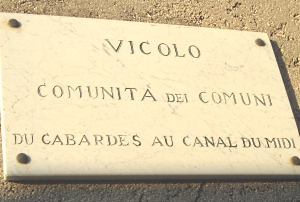 VICOLO
COMUNITÀ DEI COMUNI
DU CABARDES AU CANAL DU MIDI